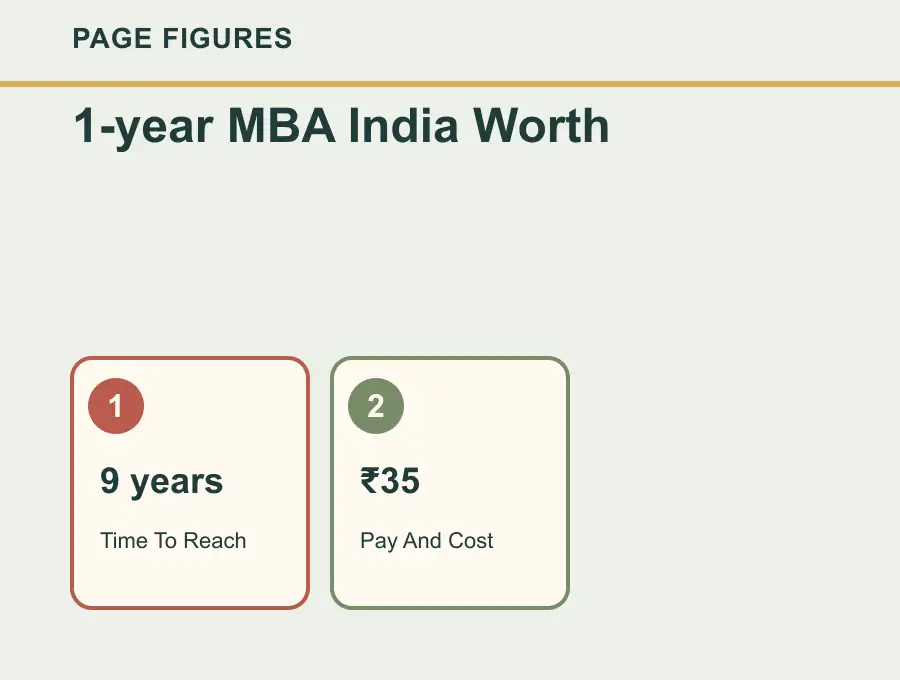 PAGE FIGURES
1-year MBA India Worth
1
9 years
Time To Reach
2
₹35
Pay And Cost